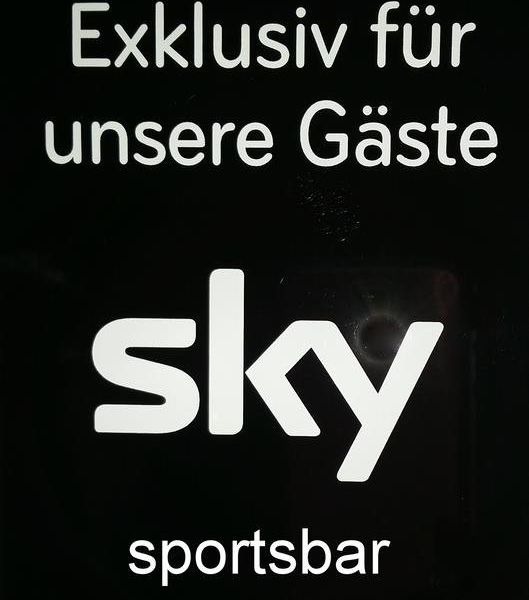 Exklusiv für
unsere Gäste
sky
sportsbar